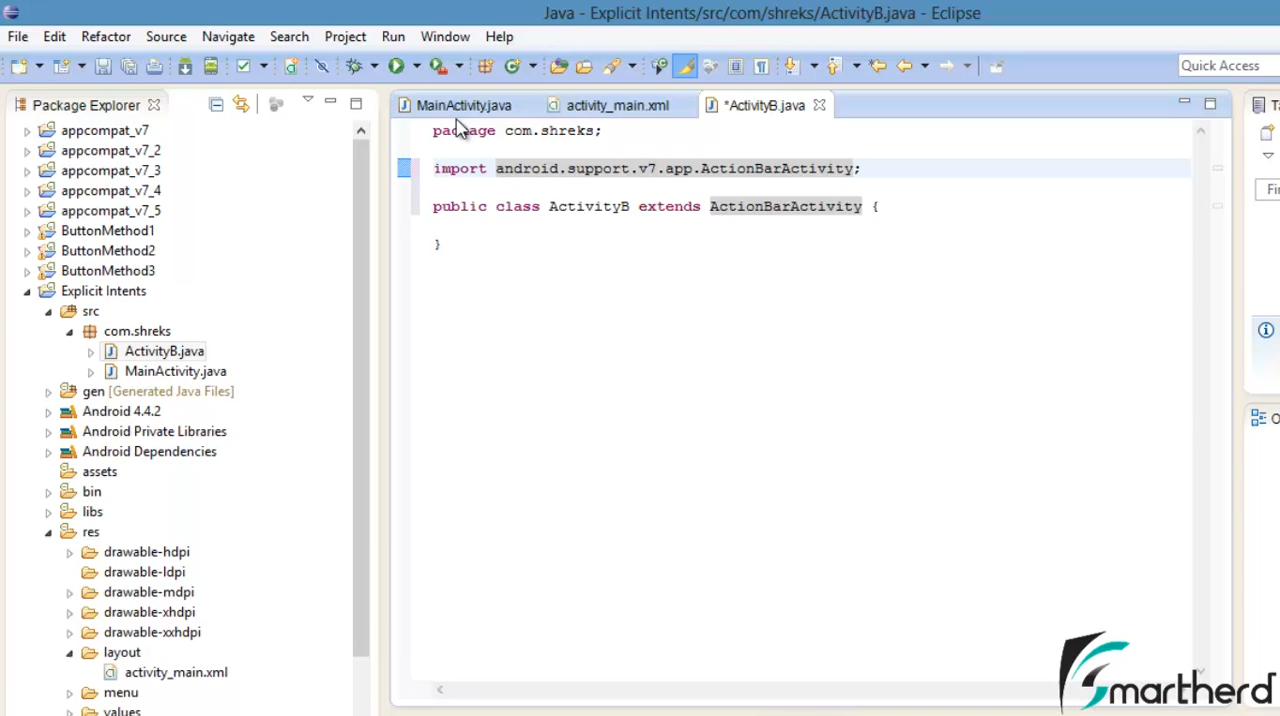 Java - Explicit Intents/src/com/shreks/ActivityB.java - Eclipse
File Edit Refactor Source Navigate Search Project Run Window Help
Quick Access
Package Explorer
MainActivity.java activity_main.xml *ActivityB.java
appcompat_v7
appcompat_v7_2
appcompat_v7_3
appcompat_v7_4
appcompat_v7_5
ButtonMethod1
ButtonMethod2
ButtonMethod3
Explicit Intents
src
com.shreks
ActivityB.java
MainActivity.java
gen [Generated Java Files]
Android 4.4.2
Android Private Libraries
Android Dependencies
assets
bin
libs
res
drawable-hdpi
drawable-ldpi
drawable-mdpi
drawable-xhdpi
drawable-xxhdpi
layout
activity_main.xml
menu
values
package com.shreks;
import android.support.v7.app.ActionBarActivity;
public class ActivityB extends ActionBarActivity {
}
Smartherd